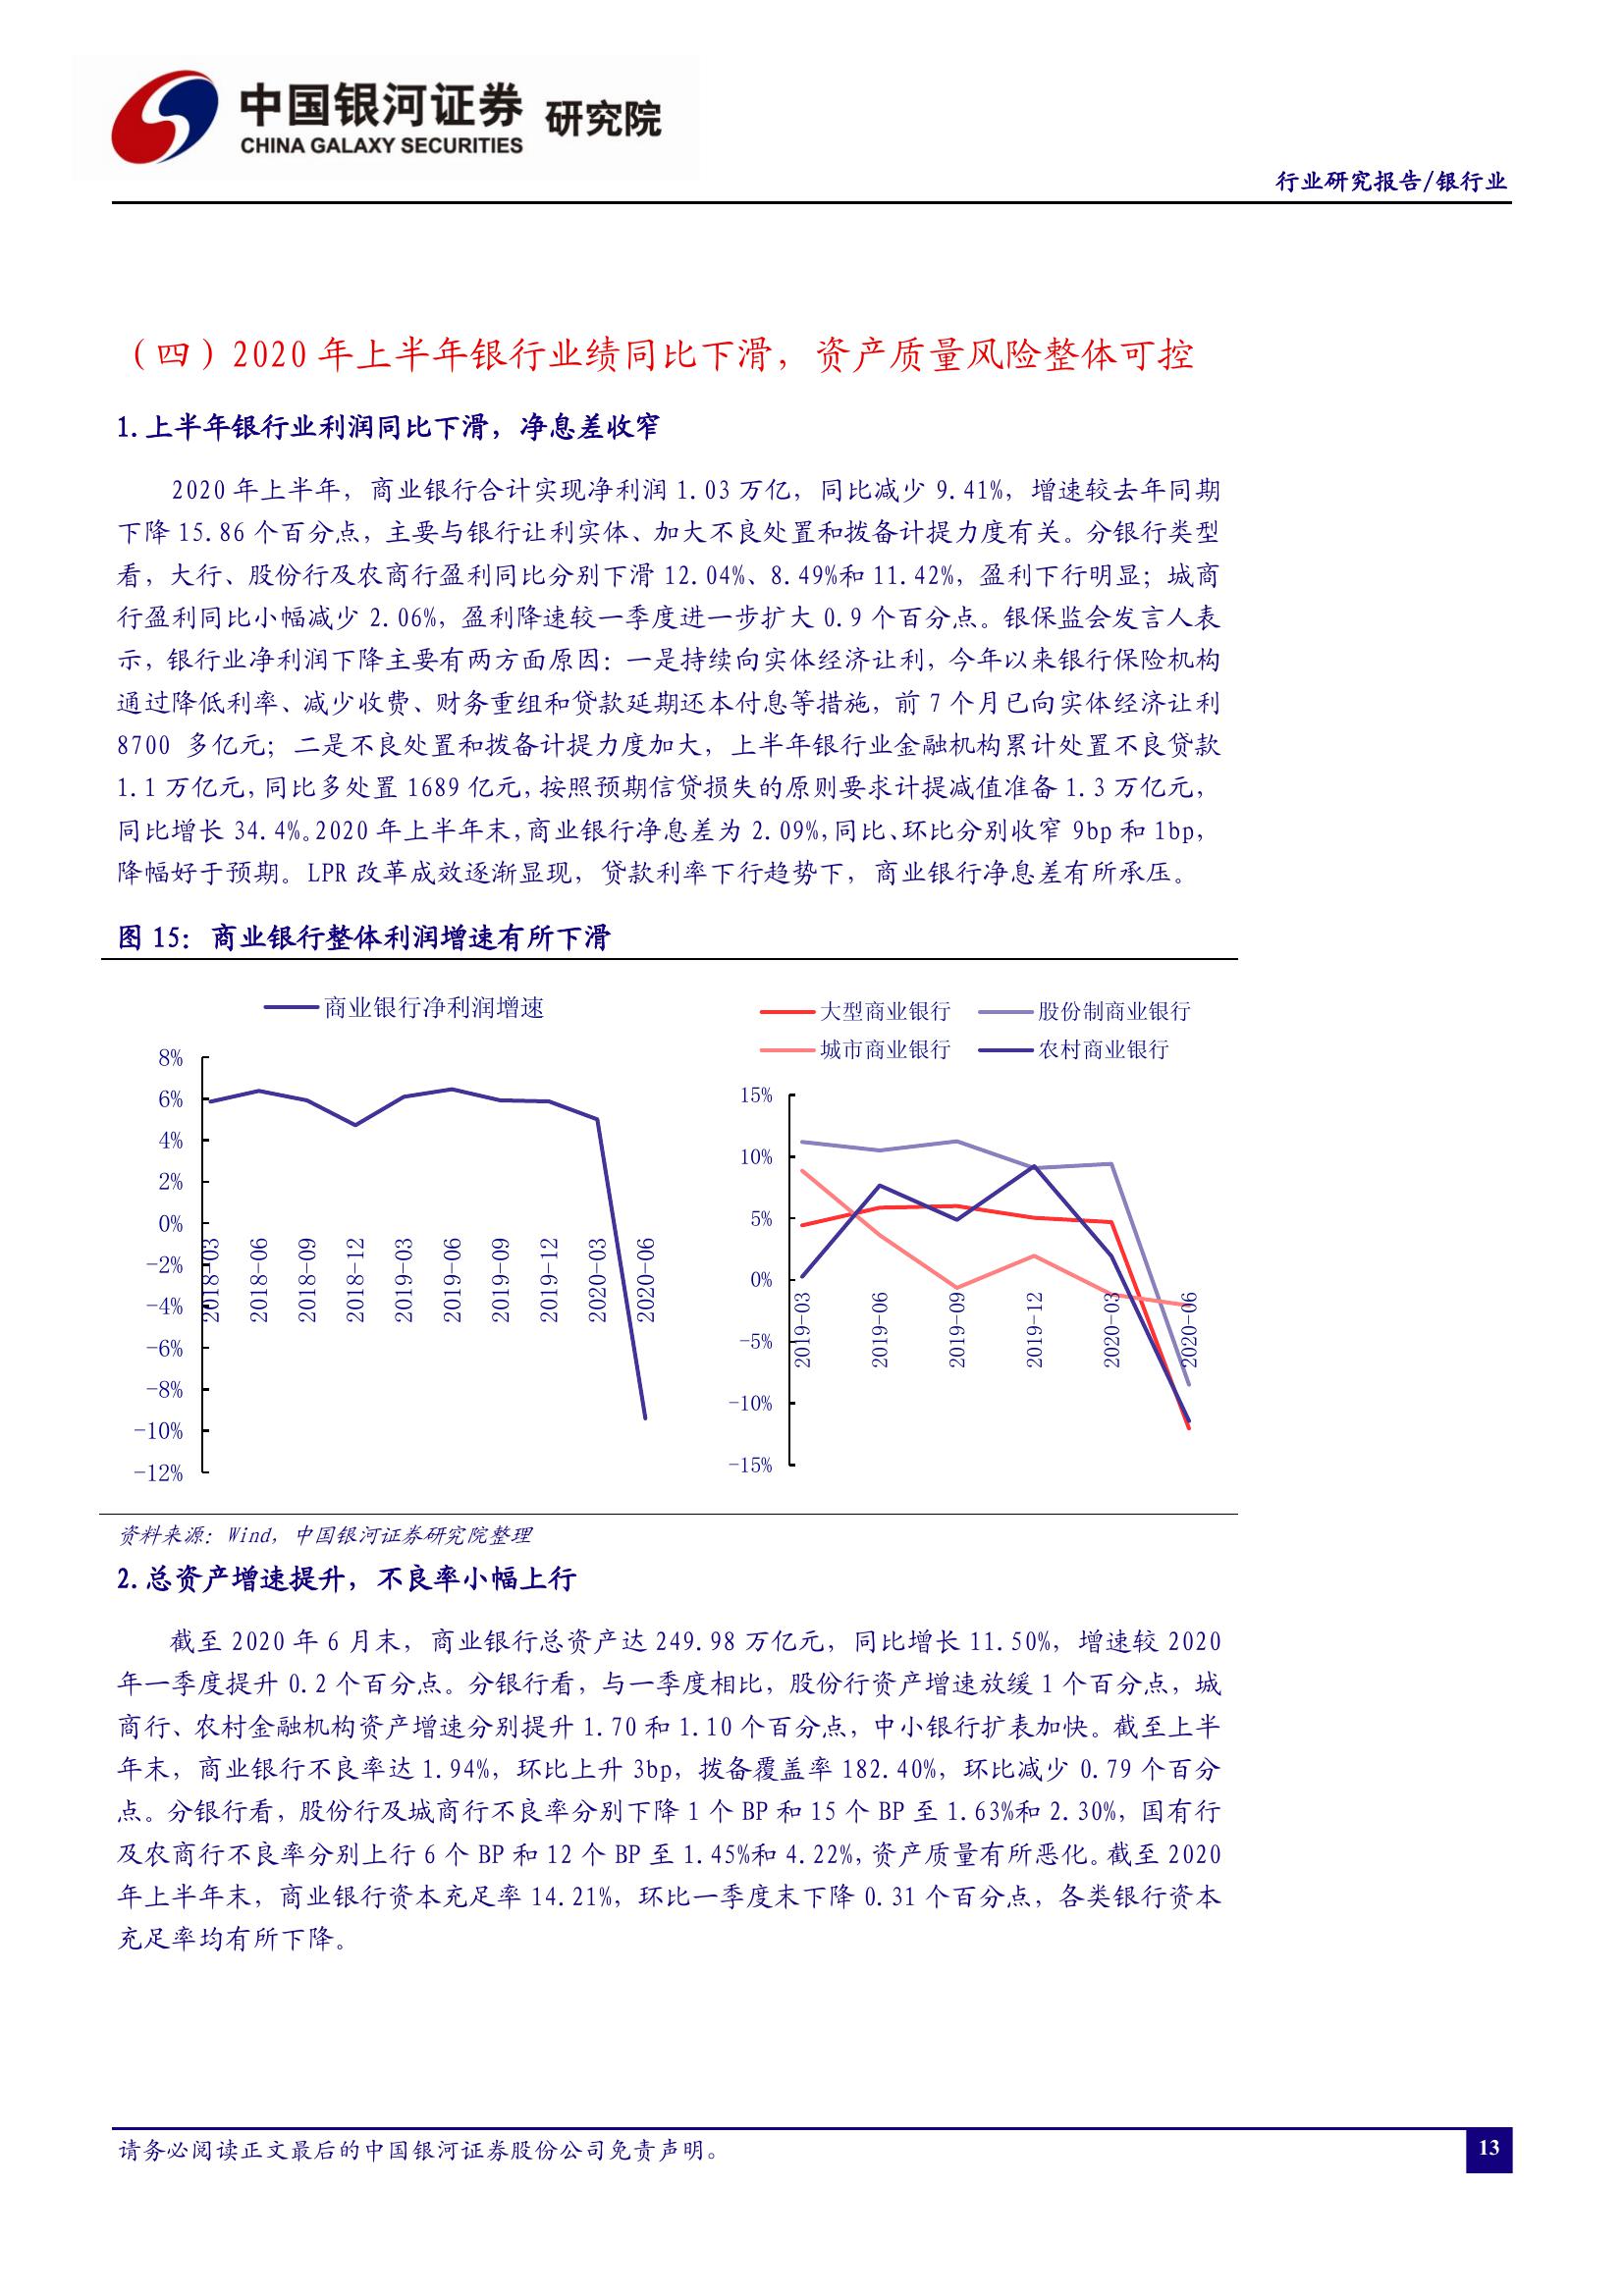 中国银河证券 研究院
CHINA GALAXY SECURITIES
行业研究报告/银行业
（四）2020 年上半年银行业绩同比下滑，资产质量风险整体可控
1.上半年银行业利润同比下滑，净息差收窄
2020 年上半年，商业银行合计实现净利润 1.03 万亿，同比减少 9.41%，增速较去年同期
下降 15.86 个百分点，主要与银行让利实体、加大不良处置和拨备计提力度有关。分银行类型
看，大行、股份行及农商行盈利同比分别下滑 12.04%、8.49%和 11.42%，盈利下行明显；城商
行盈利同比小幅减少 2.06%，盈利降速较一季度进一步扩大 0.9 个百分点。银保监会发言人表
示，银行业净利润下降主要有两方面原因：一是持续向实体经济让利，今年以来银行保险机构
通过降低利率、减少收费、财务重组和贷款延期还本付息等措施，前 7 个月已向实体经济让利
8700 多亿元；二是不良处置和拨备计提力度加大，上半年银行业金融机构累计处置不良贷款
1.1 万亿元，同比多处置 1689 亿元，按照预期信贷损失的原则要求计提减值准备 1.3 万亿元，
同比增长 34.4%。2020 年上半年末，商业银行净息差为 2.09%，同比、环比分别收窄 9bp 和 1bp，
降幅好于预期。LPR 改革成效逐渐显现，贷款利率下行趋势下，商业银行净息差有所承压。
图 15：商业银行整体利润增速有所下滑
商业银行净利润增速
8%
6%
4%
2%
0%
-2%
-4%
-6%
-8%
-10%
-12%
2018-03
2018-06
2018-09
2018-12
2019-03
2019-06
2019-09
2019-12
2020-03
2020-06
大型商业银行 股份制商业银行
城市商业银行 农村商业银行
15%
10%
5%
0%
-5%
-10%
-15%
2019-03
2019-06
2019-09
2019-12
2020-03
2020-06
资料来源：Wind，中国银河证券研究院整理
2.总资产增速提升，不良率小幅上行
截至 2020 年 6 月末，商业银行总资产达 249.98 万亿元，同比增长 11.50%，增速较 2020
年一季度提升 0.2 个百分点。分银行看，与一季度相比，股份行资产增速放缓 1 个百分点，城
商行、农村金融机构资产增速分别提升 1.70 和 1.10 个百分点，中小银行扩表加快。截至上半
年末，商业银行不良率达 1.94%，环比上升 3bp，拨备覆盖率 182.40%，环比减少 0.79 个百分
点。分银行看，股份行及城商行不良率分别下降 1 个 BP 和 15 个 BP 至 1.63%和 2.30%，国有行
及农商行不良率分别上行 6 个 BP 和 12 个 BP 至 1.45%和 4.22%，资产质量有所恶化。截至 2020
年上半年末，商业银行资本充足率 14.21%，环比一季度末下降 0.31 个百分点，各类银行资本
充足率均有所下降。
请务必阅读正文最后的中国银河证券股份公司免责声明。
13